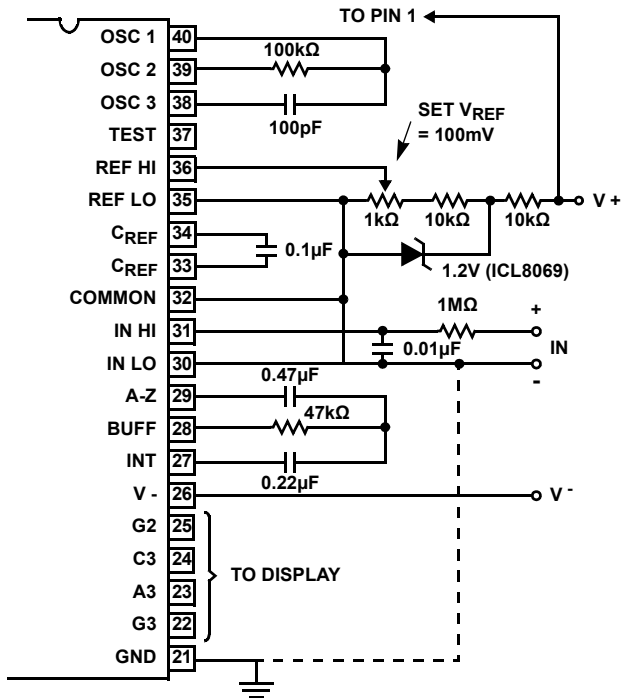 TO PIN 1
OSC 1 40
100kΩ
OSC 2 39
OSC 3 38
100pF
SET VREF
= 100mV
TEST 37
REF HI 36
REF LO 35
1kΩ 10kΩ 10kΩ
V +
CREF 34
0.1µF
CREF 33
1.2V (ICL8069)
COMMON 32
1MΩ
+
IN HI 31
0.01µF
IN
IN LO 30
-
0.47µF
A-Z 29
47kΩ
BUFF 28
INT 27
0.22µF
V - 26
V -
G2 25
C3 24
TO DISPLAY
A3 23
G3 22
GND 21